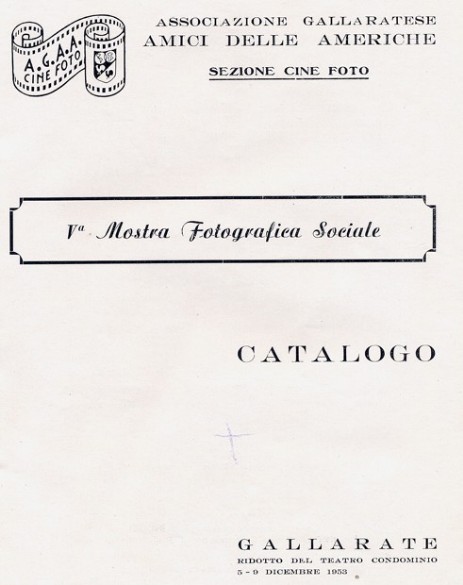 A.G.A.A.
CINE FOTO
ASSOCIAZIONE GALLARATESE
AMICI DELLE AMERICHE
SEZIONE CINE FOTO
Vª Mostra Fotografica Sociale
CATALOGO
GALLARATE
RIDOTTO DEL TEATRO CONDOMINIO
5 - 9 DICEMBRE 1953